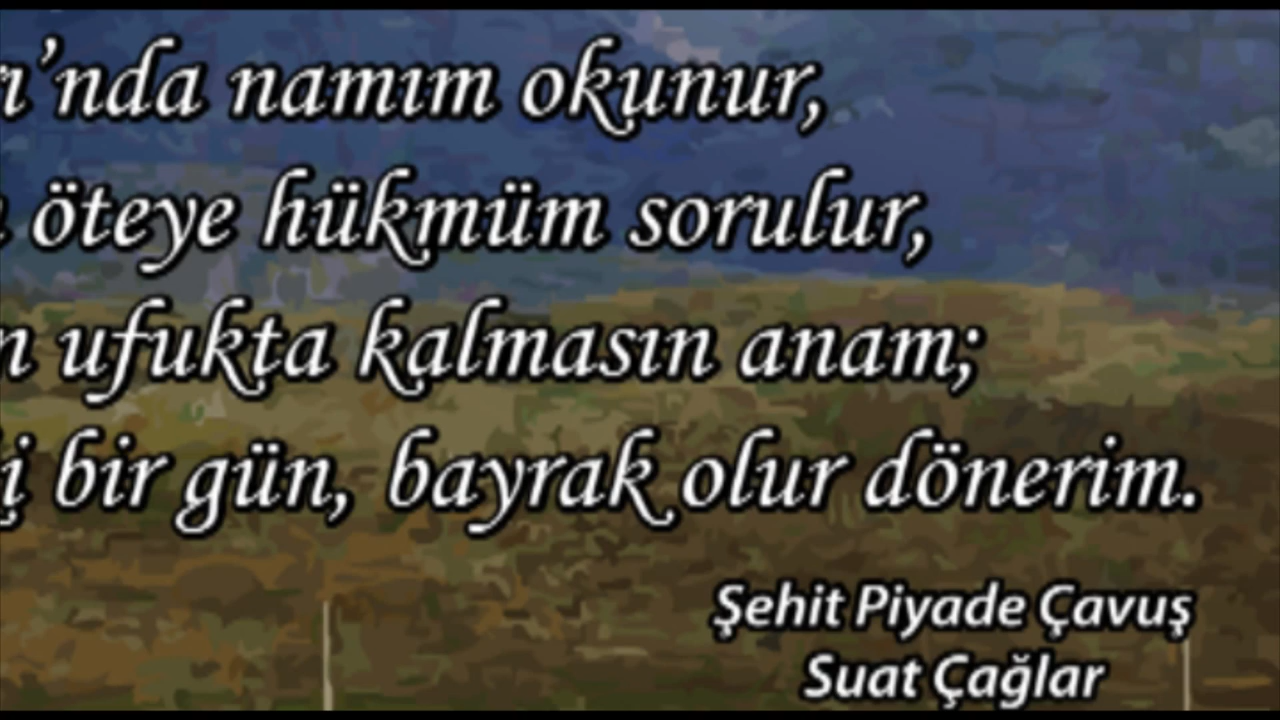 'nda namım okunur,
öteye hükmüm sorulur,
ufukta kalmasın anam;
bir gün, bayrak olur dönerim.
Şehit Piyade Çavuş
Suat Çağlar